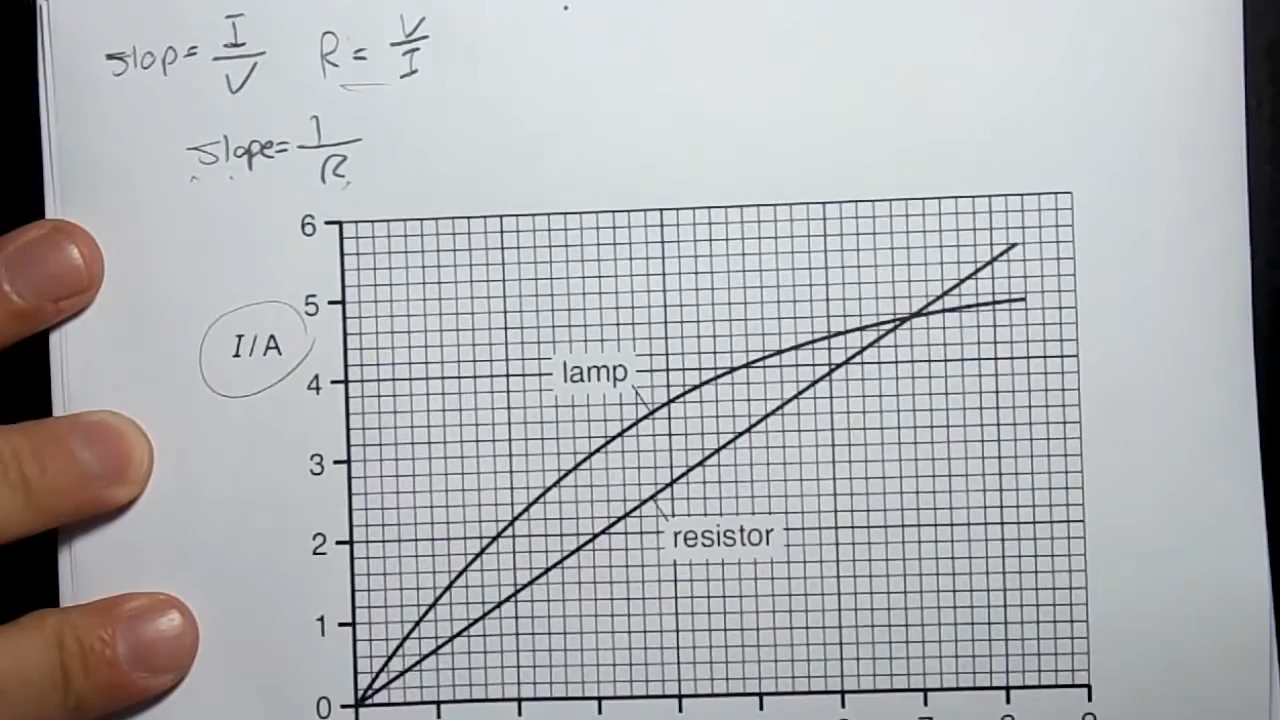 slop= I/V R= V/I
slope= 1/R
6
5
I/A
lamp
4
3
resistor
2
1
0